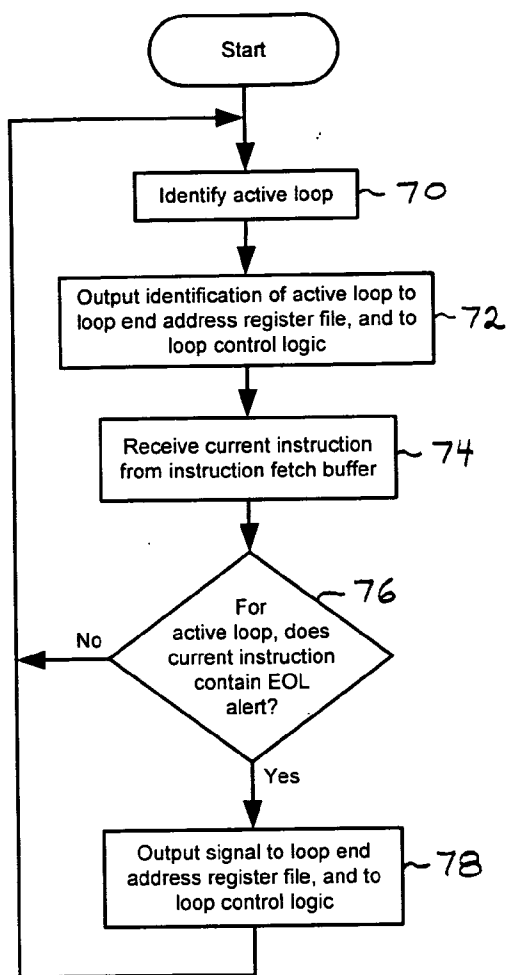 Start
Identify active loop
70
Output identification of active loop to
loop end address register file, and to
loop control logic
72
Receive current instruction
from instruction fetch buffer
74
76
For
active loop, does
current instruction
contain EOL
alert?
No
Yes
Output signal to loop end
address register file, and to
loop control logic
78